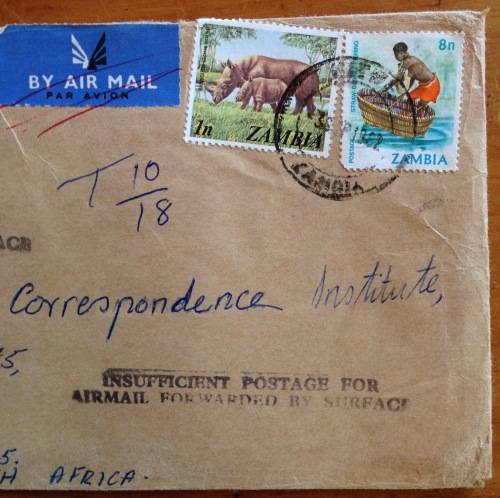 BY AIR MAIL
PAR AVION
1n
ZAMBIA
8n
ZAMBIA
ZAMBIA
T 10
18
ACE
Correspondence Institute,
5,
INSUFFICIENT POSTAGE FOR
AIRMAIL FORWARDED BY SURFACE
5.
H AFRICA.